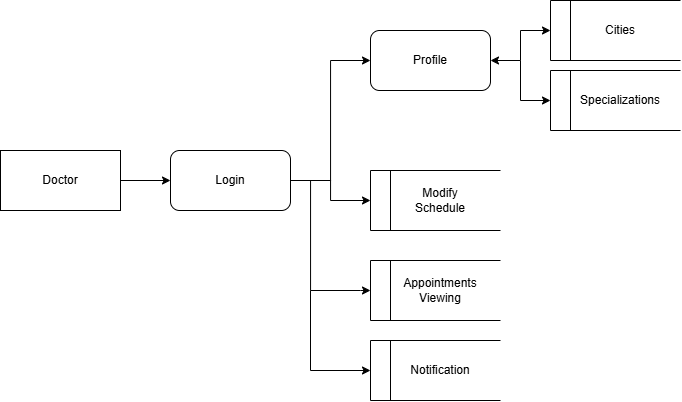 Cities
Profile
Specializations
Doctor
Login
Modify
Schedule
Appointments
Viewing
Notification